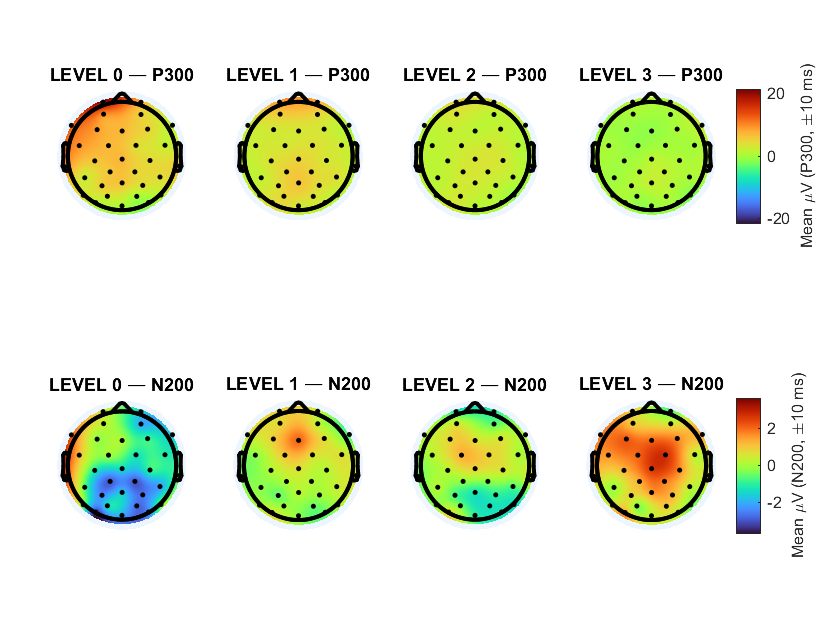 LEVEL 0 — P300
LEVEL 1 — P300
LEVEL 2 — P300
LEVEL 3 — P300
20
0
-20
Mean μV (P300, ±10 ms)
LEVEL 0 — N200
LEVEL 1 — N200
LEVEL 2 — N200
LEVEL 3 — N200
2
0
-2
Mean μV (N200, ±10 ms)